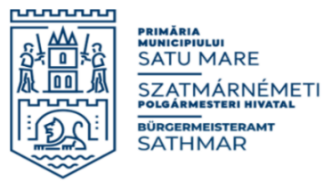 PRIMĂRIA
MUNICIPIULUI
SATU MARE
SZATMÁRNÉMETI
POLGÁRMESTERI HIVATAL
BÜRGERMEISTERAMT
SATHMAR